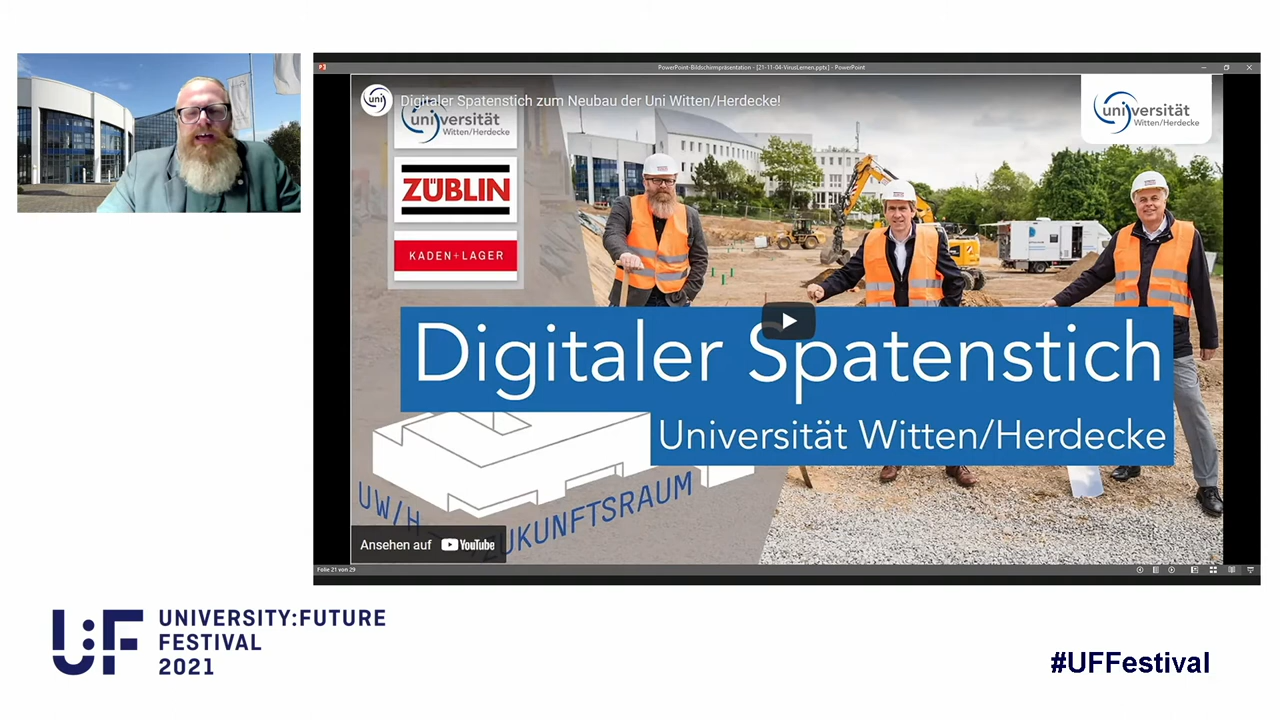 PowerPoint-Bildschirmpräsentation - [21-11-04-VirusLernen.pptx] - PowerPoint
uni
Digitaler Spatenstich zum Neubau der Uni Witten/Herdecke!
universität
Witten/Herdecke
universität
Witten/Herdecke
ZÜBLIN
KADEN+LAGER
Digitaler Spatenstich
Universität Witten/Herdecke
UW/H
ZUKUNFTSRAUM
Ansehen auf YouTube
Folie 21 von 29
U:F
UNIVERSITY:FUTURE
FESTIVAL
2021
#UFFestival